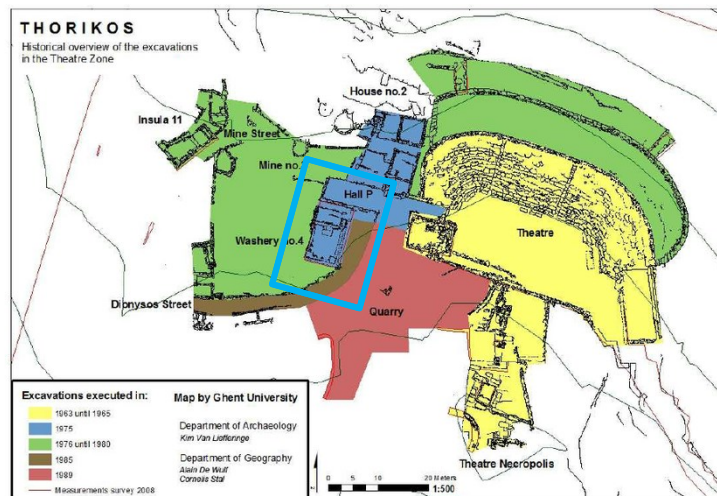 THORIKOS
Historical overview of the excavations
in the Theatre Zone
House no.2
Insula 11
Mine Street
Mine no.
Hall P
Washery no.4
Theatre
Dionysos Street
Quarry
Theatre Necropolis
Excavations executed in:
1963 until 1965
1975
1976 until 1980
1985
1989
Measurements survey 2008
Map by Ghent University
Department of Archaeology
Kim Van Liefferinge
Department of Geography
Alain De Wulf
Cornelis Stal
0 5 10 20 Meters
1:500